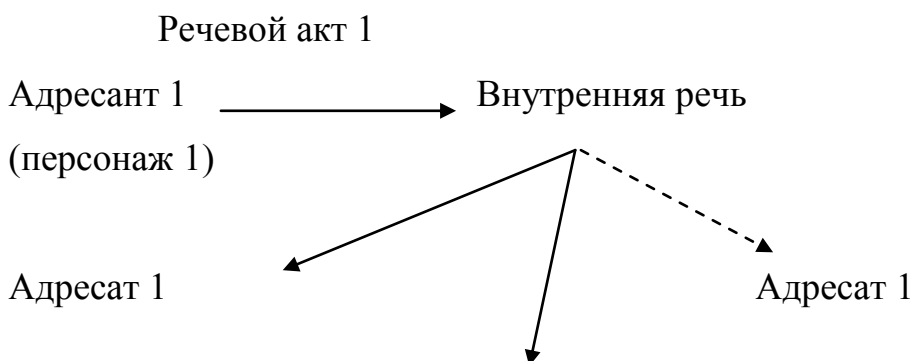 Речевой акт 1
Адресант 1 Внутренняя речь
(персонаж 1)
Адресат 1 Адресат 1